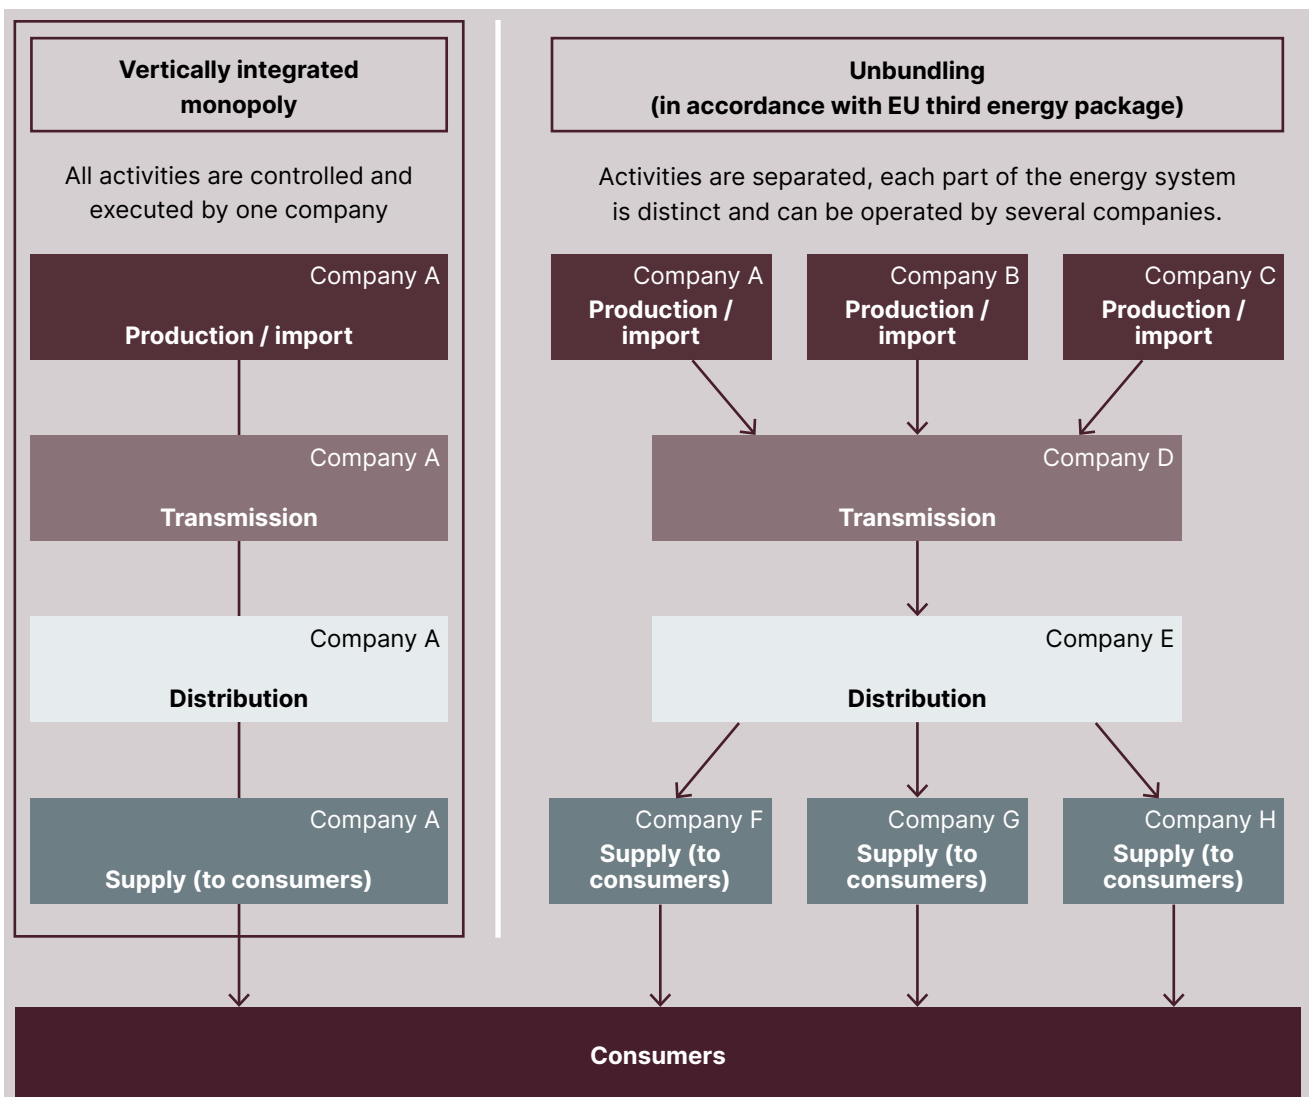 Vertically integrated
monopoly
All activities are controlled and
executed by one company
Company A
Production / import
Company A
Transmission
Company A
Distribution
Company A
Supply (to consumers)
Unbundling
(in accordance with EU third energy package)
Activities are separated, each part of the energy system
is distinct and can be operated by several companies.
Company A
Production /
import
Company B
Production /
import
Company C
Production /
import
Company D
Transmission
Company E
Distribution
Company F
Supply (to
consumers)
Company G
Supply (to
consumers)
Company H
Supply (to
consumers)
Consumers